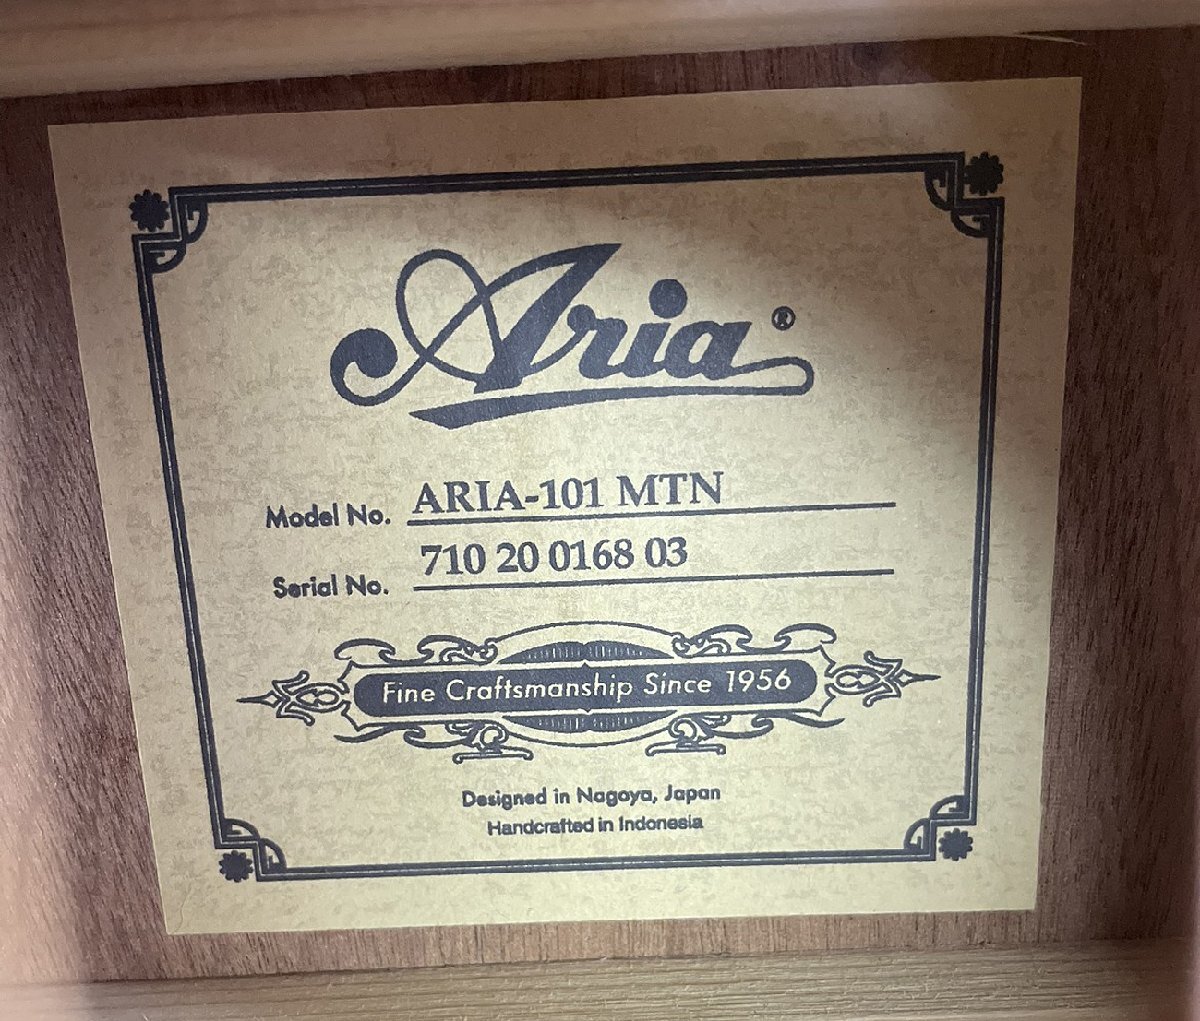 Aria®
Model No. ARIA-101 MTN
Serial No. 710 20 0168 03
Fine Craftsmanship Since 1956
Designed in Nagoya, Japan
Handcrafted in Indonesia